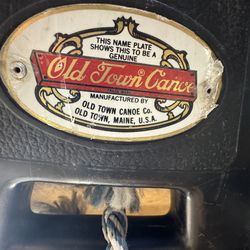 THIS NAME PLATE
SHOWS THIS TO BE A
GENUINE
Old Town Canoe
MANUFACTURED BY
OLD TOWN CANOE Co.
OLD TOWN, MAINE, U.S.A.